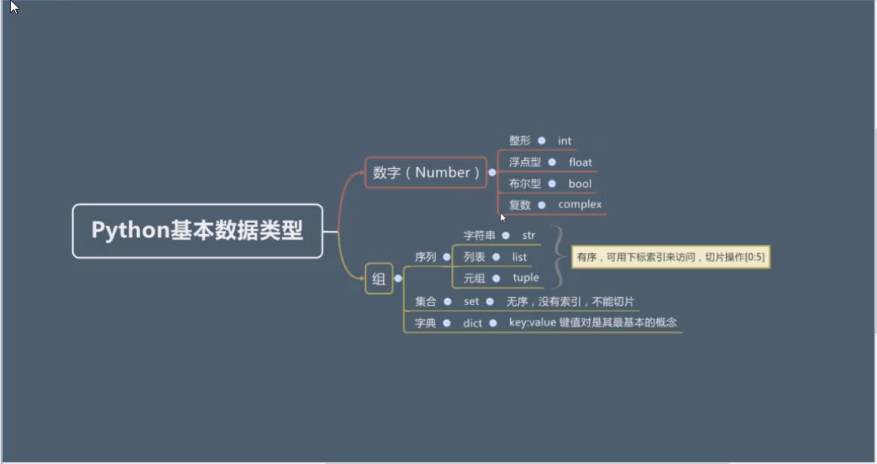 Python基本数据类型
数字（Number）
整形 int
浮点型 float
布尔型 bool
复数 complex
组
序列
字符串 str
列表 list
元组 tuple
有序，可用下标索引来访问，切片操作[0:5]
集合 set 无序，没有索引，不能切片
字典 dict key:value 键值对是其最基本的概念